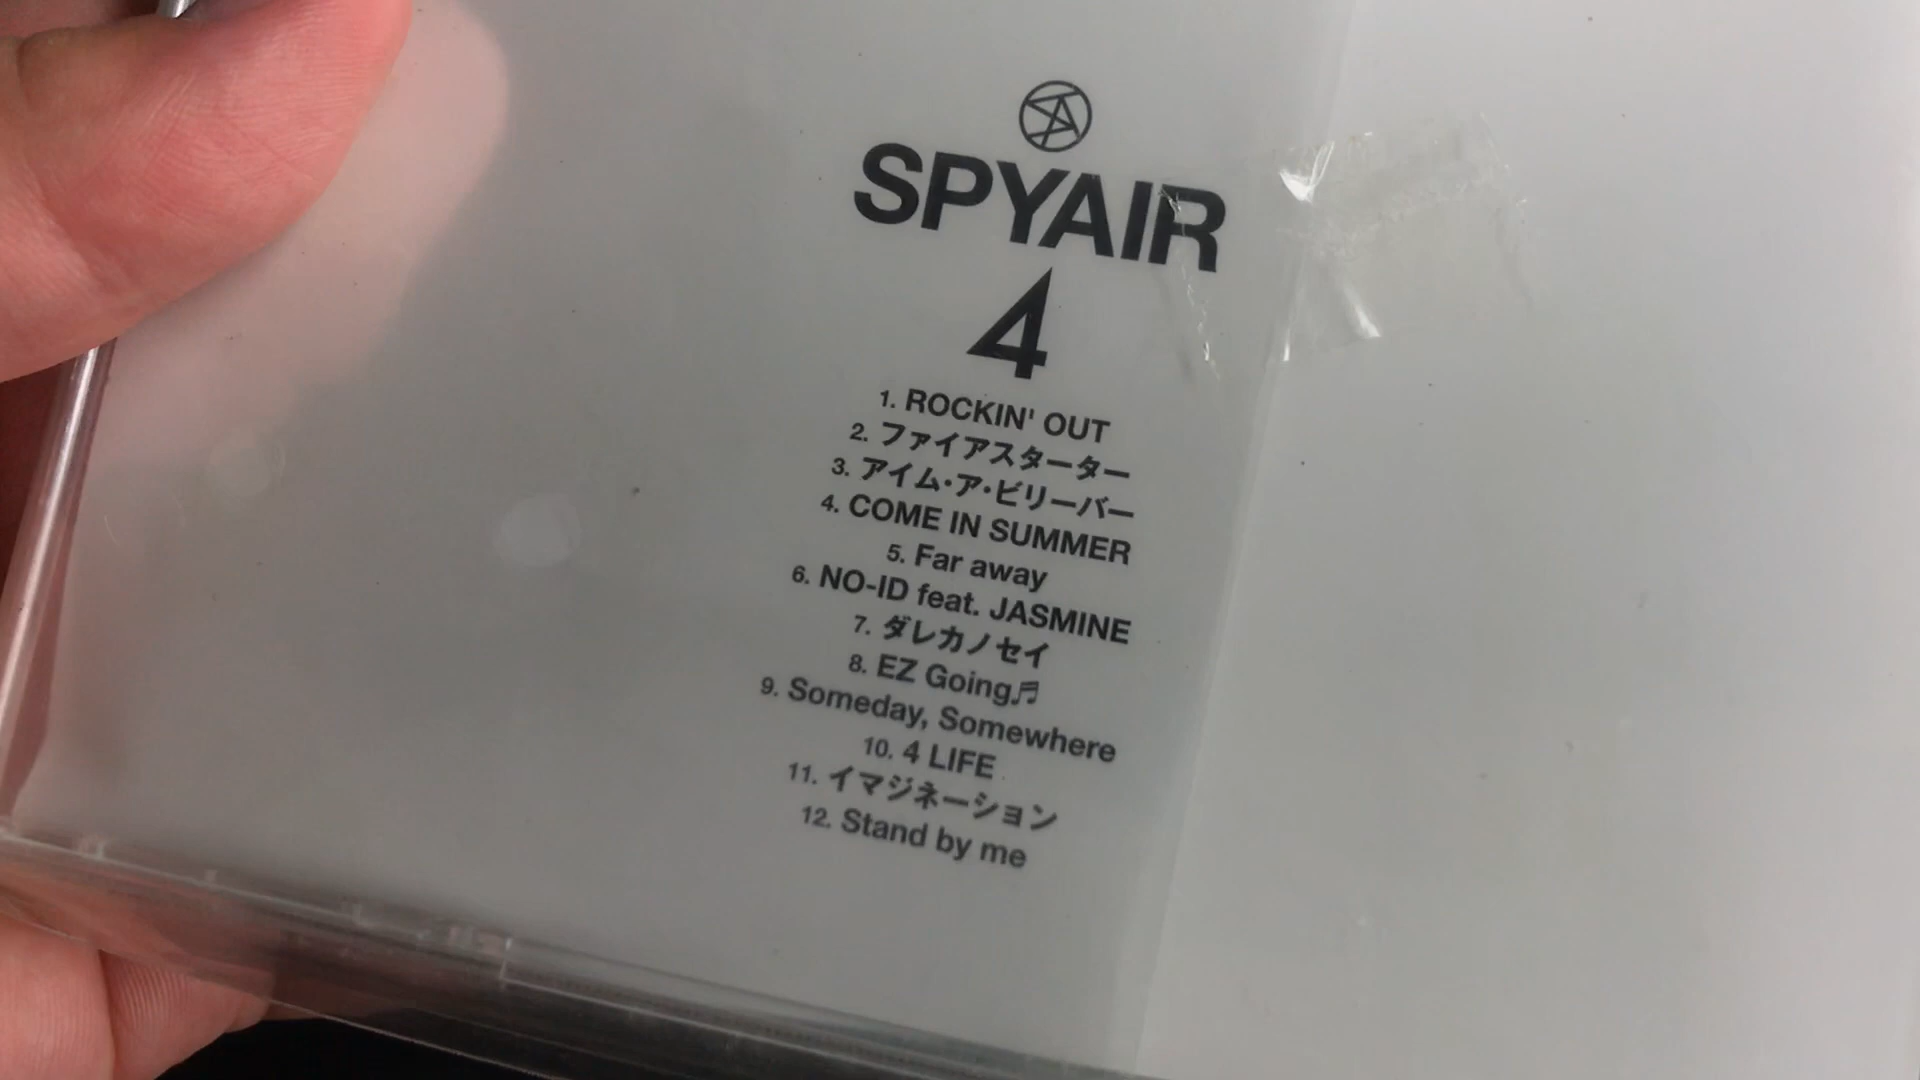 SPYAIR
4
1. ROCKIN' OUT
2. ファイアスターター
3. アイム・ア・ビリーバー
4. COME IN SUMMER
5. Far away
6. NO-ID feat. JASMINE
7. ダレカノセイ
8. EZ Going♬
9. Someday, Somewhere
10. 4 LIFE
11. イマジネーション
12. Stand by me